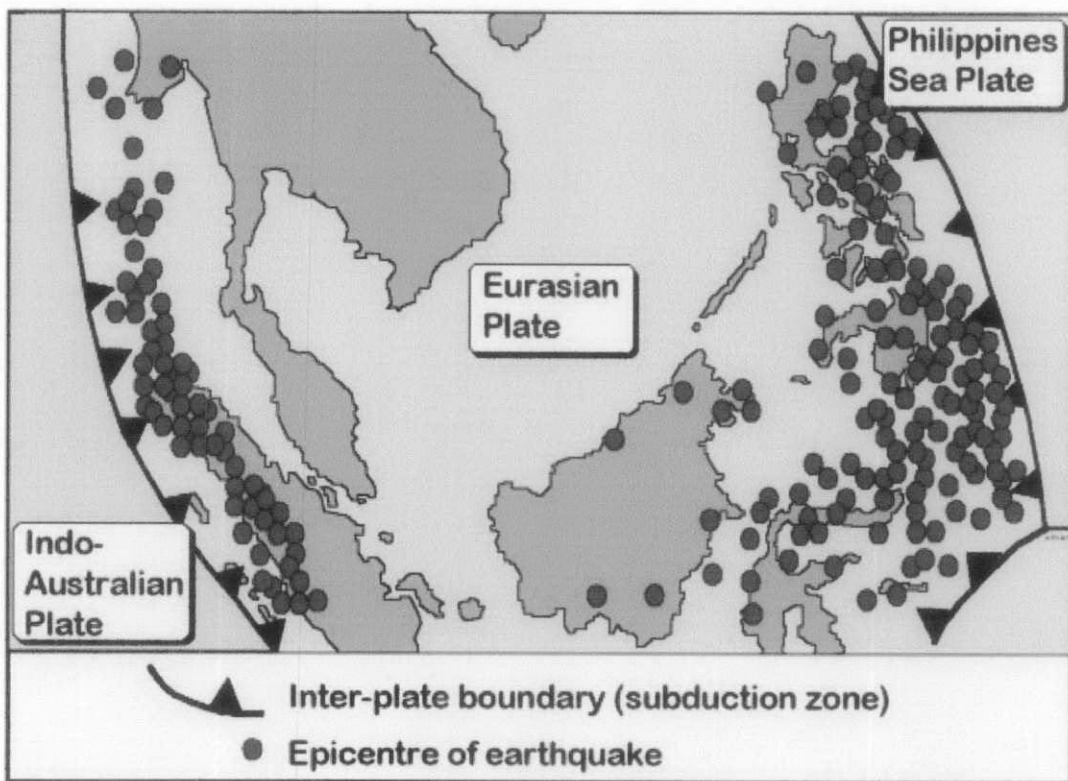 Philippines
Sea Plate
Eurasian
Plate
Indo-
Australian
Plate
Inter-plate boundary (subduction zone)
Epicentre of earthquake